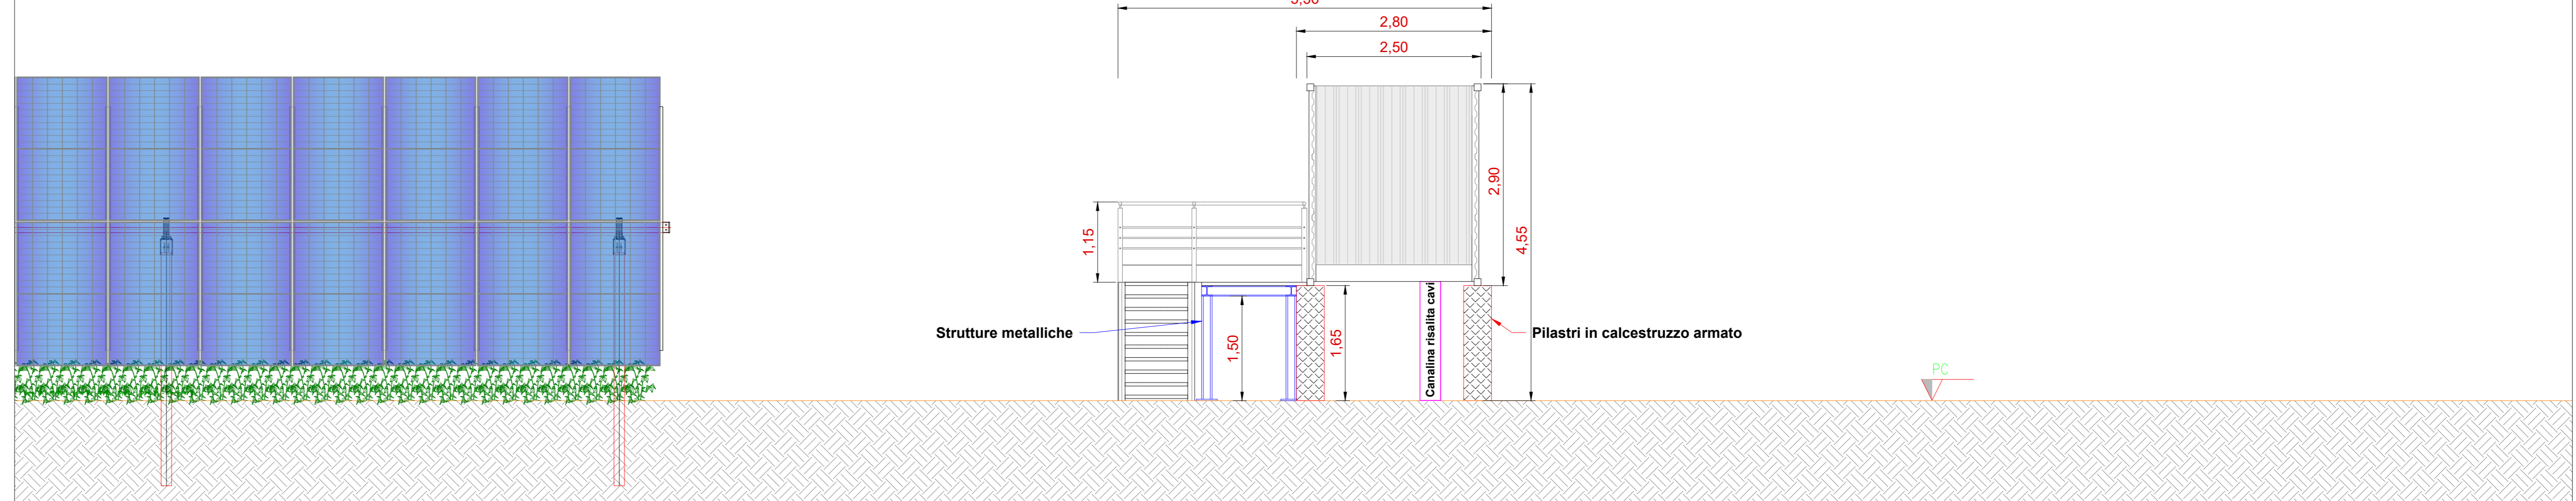 2,80
2,50
2,90
4,55
1,15
Strutture metalliche
1,50
1,65
Canalina risalita cavi
Pilastri in calcestruzzo armato
PC